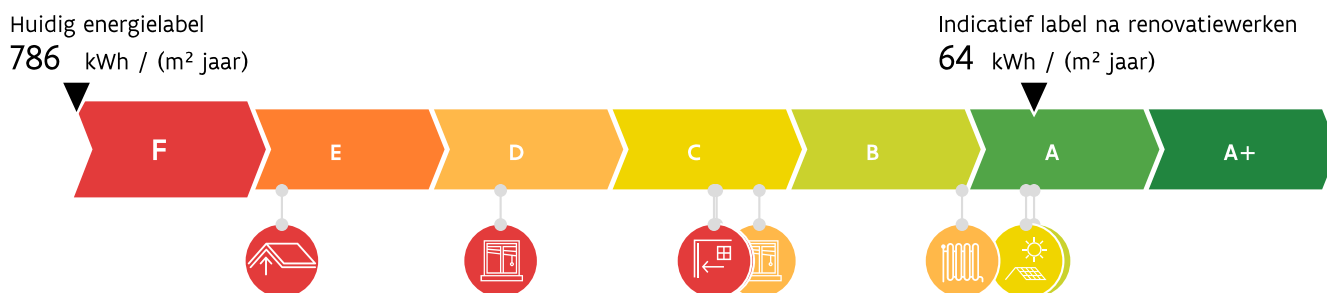 Huidig energielabel
786 kWh / (m² jaar)
Indicatief label na renovatiewerken
64 kWh / (m² jaar)
F E D C B A A+